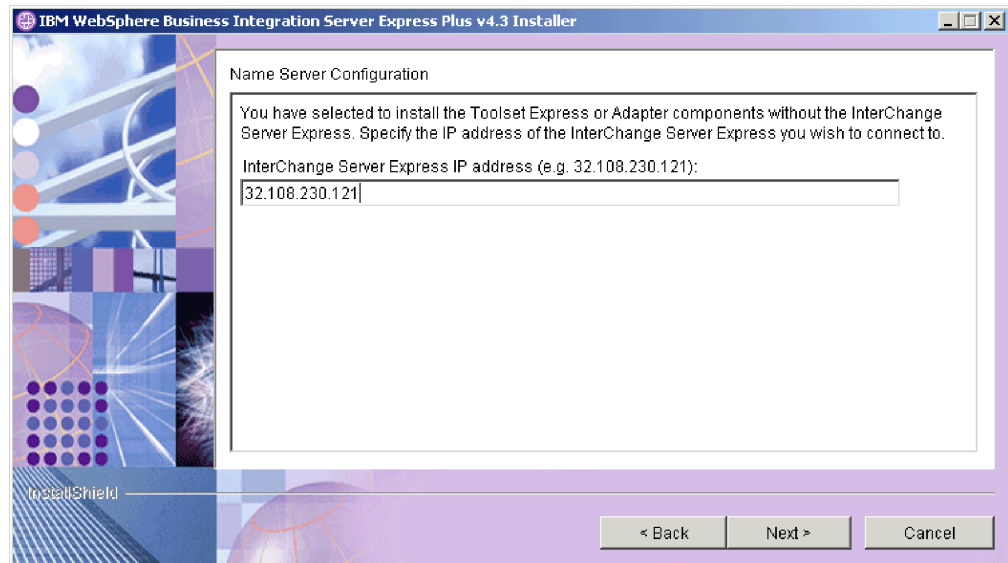 IBM WebSphere Business Integration Server Express Plus v4.3 Installer
Name Server Configuration
You have selected to install the Toolset Express or Adapter components without the InterChange
Server Express. Specify the IP address of the InterChange Server Express you wish to connect to.
InterChange Server Express IP address (e.g. 32.108.230.121):
32.108.230.121
InstallShield
< Back
Next >
Cancel